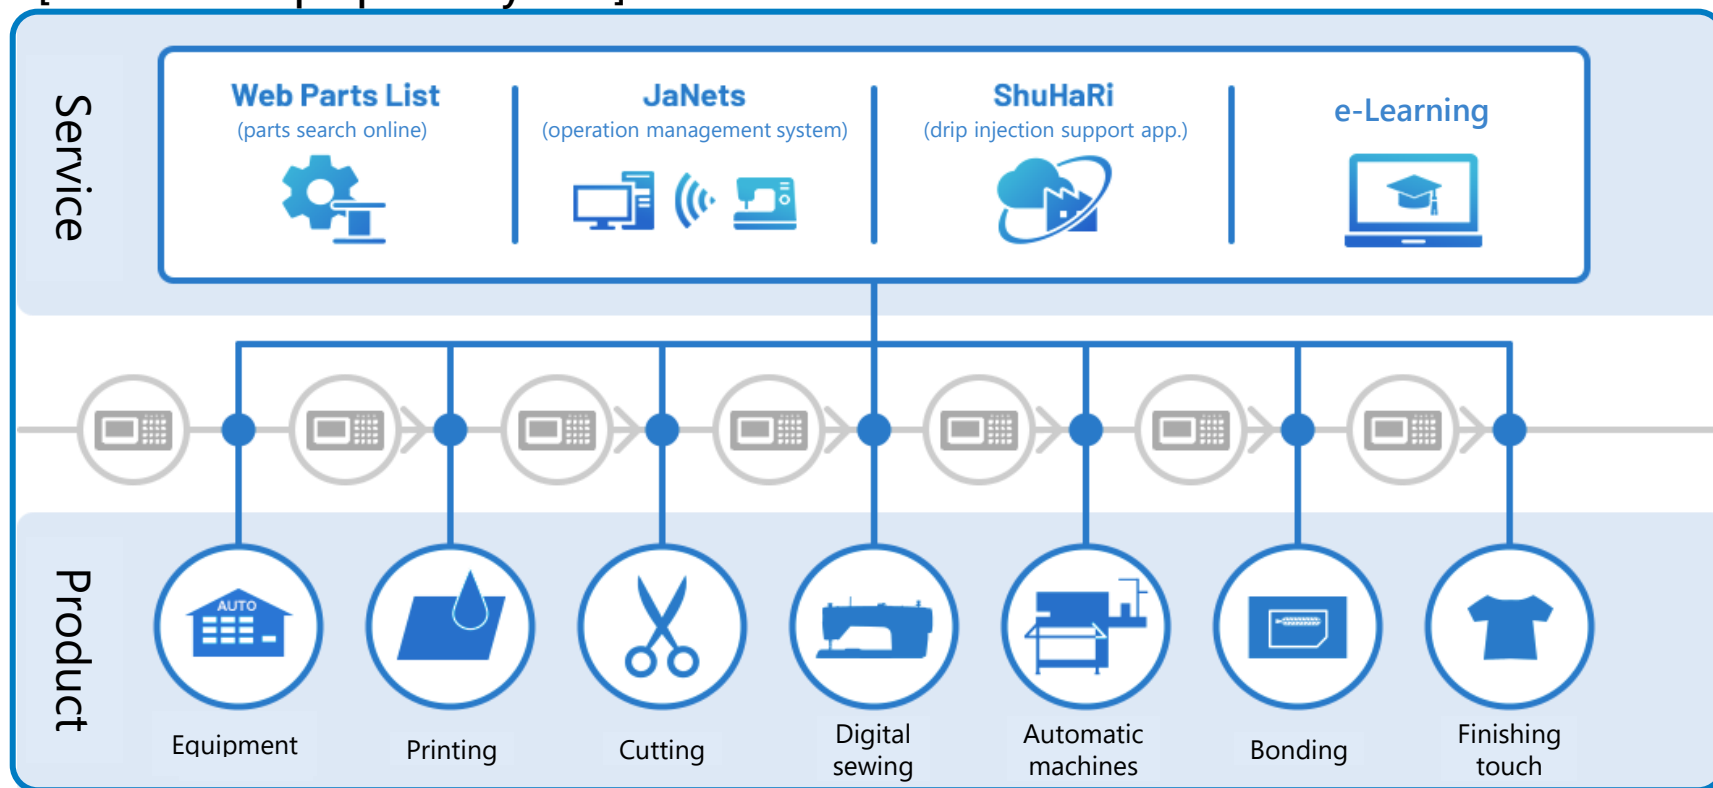 Service
Web Parts List
(parts search online)
JaNets
(operation management system)
ShuHaRi
(drip injection support app.)
e-Learning
Product
AUTO
Equipment
Printing
Cutting
Digital
sewing
Automatic
machines
Bonding
Finishing
touch